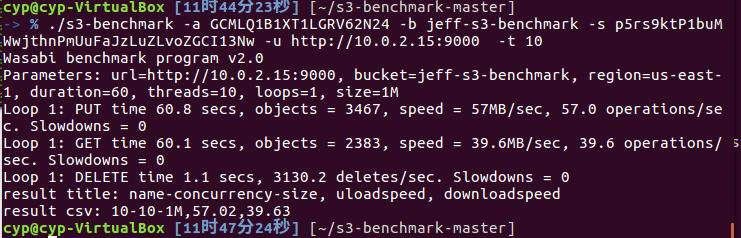 cyp@cyp-VirtualBox [11时44分23秒] [~/s3-benchmark-master]
-> % ./s3-benchmark -a GCMLQ1B1XT1LGRV62N24 -b jeff-s3-benchmark -s p5rs9ktP1buM
WwjthnPmUuFaJzLuZLvoZGCI13Nw -u http://10.0.2.15:9000  -t 10
Wasabi benchmark program v2.0
Parameters: url=http://10.0.2.15:9000, bucket=jeff-s3-benchmark, region=us-east-
1, duration=60, threads=10, loops=1, size=1M
Loop 1: PUT time 60.8 secs, objects = 3467, speed = 57MB/sec, 57.0 operations/se
c. Slowdowns = 0
Loop 1: GET time 60.1 secs, objects = 2383, speed = 39.6MB/sec, 39.6 operations/
sec. Slowdowns = 0
Loop 1: DELETE time 1.1 secs, 3130.2 deletes/sec. Slowdowns = 0
result title: name-concurrency-size, uloadspeed, downloadspeed
result csv: 10-10-1M,57.02,39.63
cyp@cyp-VirtualBox [11时47分24秒] [~/s3-benchmark-master]